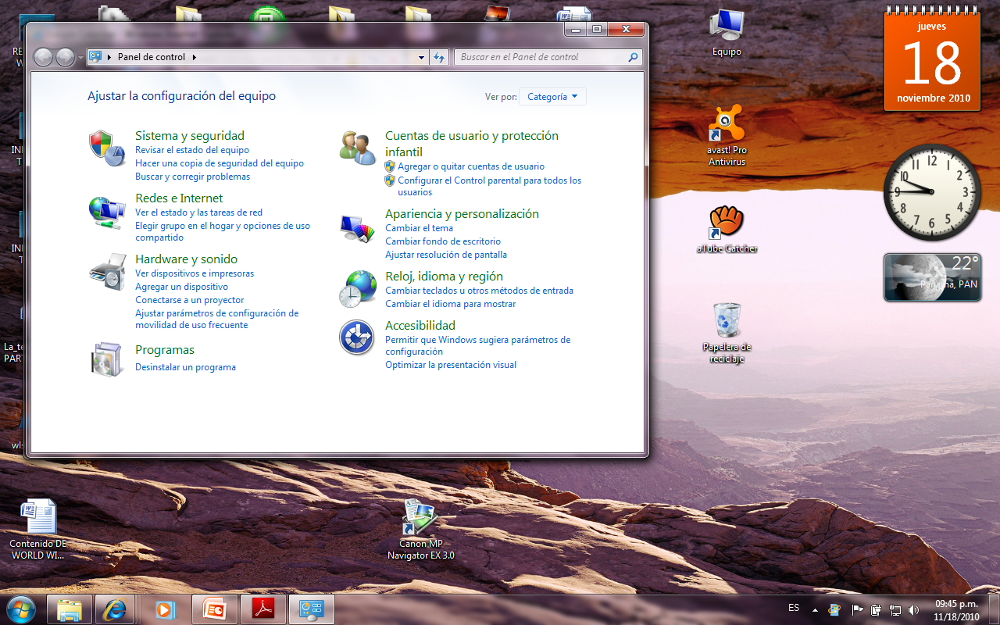 Panel de control
Buscar en el Panel de control
Ajustar la configuración del equipo
Ver por:
Categoría
Sistema y seguridad
Revisar el estado del equipo
Hacer una copia de seguridad del equipo
Buscar y corregir problemas
Redes e Internet
Ver el estado y las tareas de red
Elegir grupo en el hogar y opciones de uso
compartido
Hardware y sonido
Ver dispositivos e impresoras
Agregar un dispositivo
Conectarse a un proyector
Ajustar parámetros de configuración de
movilidad de uso frecuente
Programas
Desinstalar un programa
Cuentas de usuario y protección
infantil
Agregar o quitar cuentas de usuario
Configurar el Control parental para todos los
usuarios
Apariencia y personalización
Cambiar el tema
Cambiar fondo de escritorio
Ajustar resolución de pantalla
Reloj, idioma y región
Cambiar teclados u otros métodos de entrada
Cambiar el idioma para mostrar
Accesibilidad
Permitir que Windows sugiera parámetros de
configuración
Optimizar la presentación visual
Equipo
avast! Pro
Antivirus
aTube Catcher
Papelera de
reciclaje
jueves
18
noviembre 2010
12
1
2
3
4
5
6
7
8
9
10
11
22°
Panamá, PAN
Contenido DE
WORLD WI...
Canon MP
Navigator EX 3.0
ES
09:45 p.m.
11/18/2010